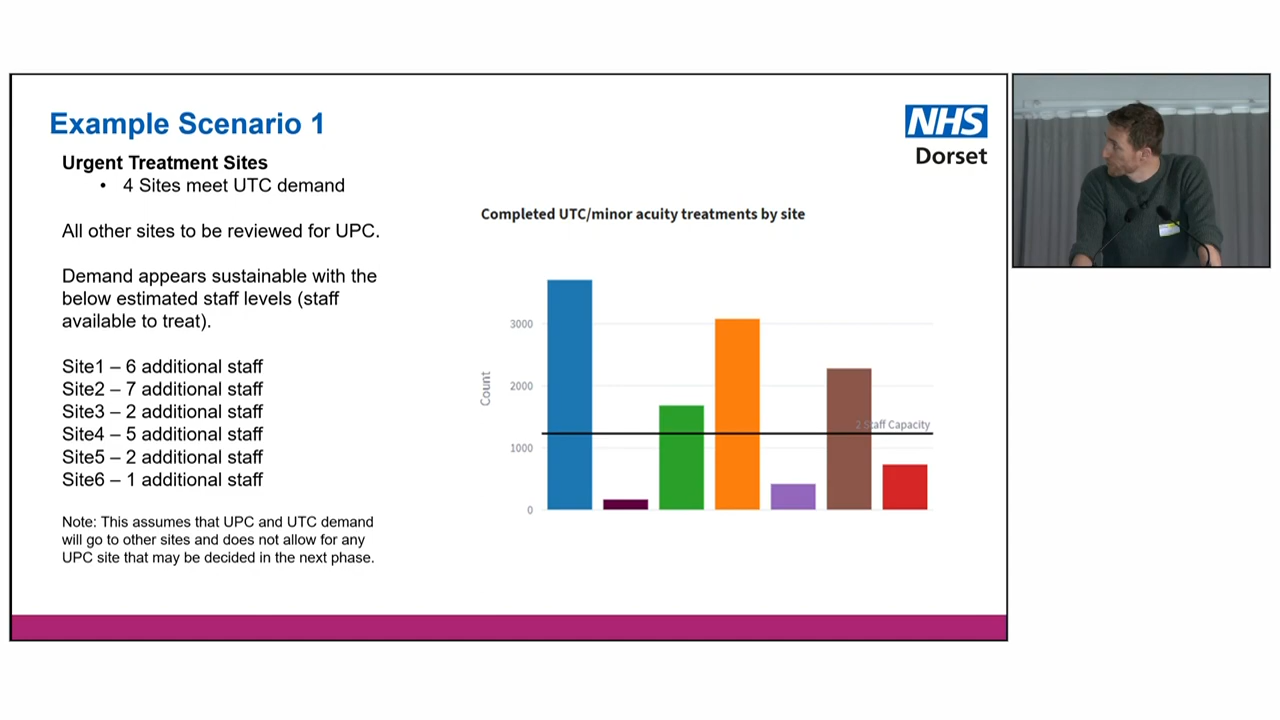 Example Scenario 1
NHS
Dorset
Urgent Treatment Sites
• 4 Sites meet UTC demand
All other sites to be reviewed for UPC.
Demand appears sustainable with the
below estimated staff levels (staff
available to treat).
Site1 – 6 additional staff
Site2 – 7 additional staff
Site3 – 2 additional staff
Site4 – 5 additional staff
Site5 – 2 additional staff
Site6 – 1 additional staff
Note: This assumes that UPC and UTC demand
will go to other sites and does not allow for any
UPC site that may be decided in the next phase.
Completed UTC/minor acuity treatments by site
Count
3000
2000
1000
0
2 Staff Capacity